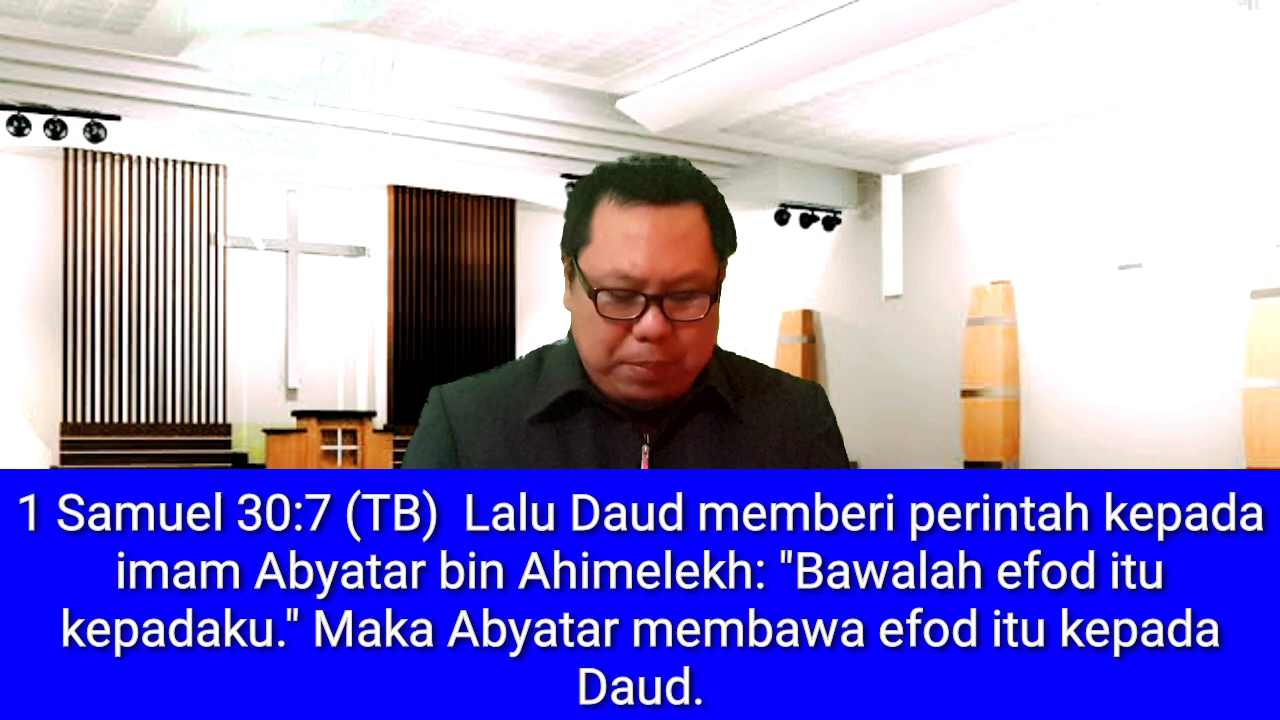 1 Samuel 30:7 (TB)  Lalu Daud memberi perintah kepada
imam Abyatar bin Ahimelekh: "Bawalah efod itu
kepadaku." Maka Abyatar membawa efod itu kepada
Daud.